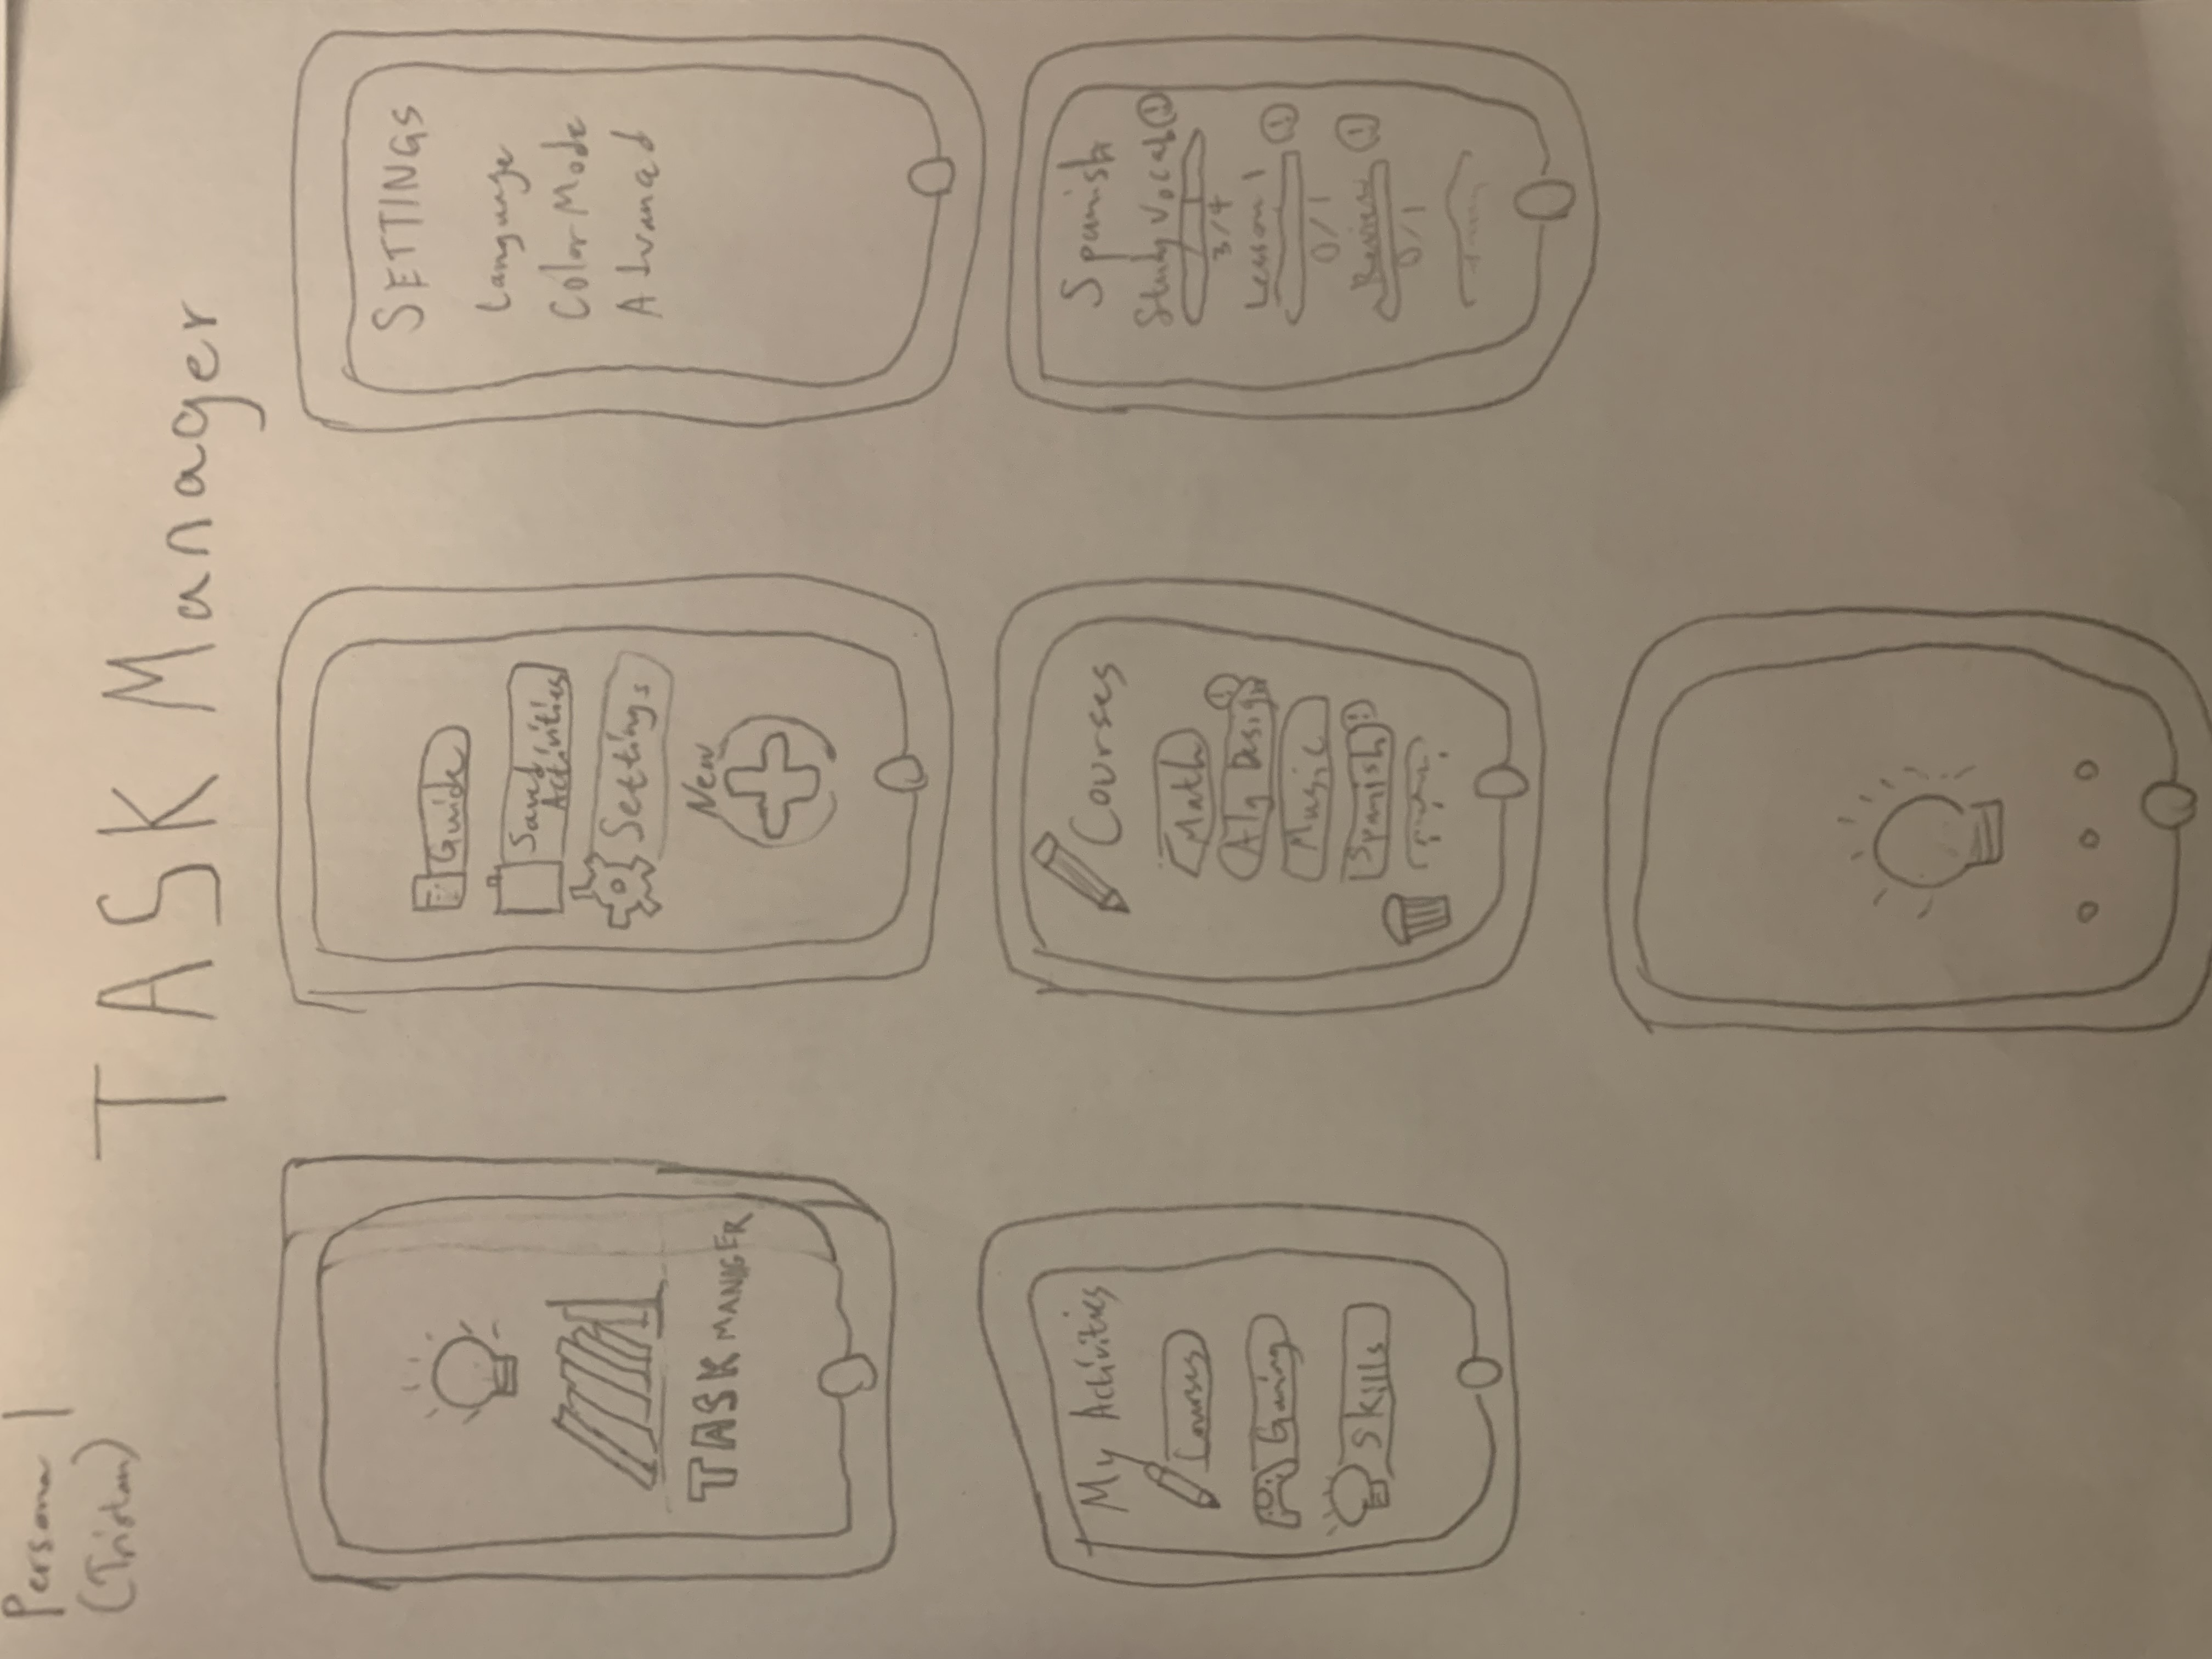 Persona 1
(Tristan)
TASK Manager
TASK MANAGER
Guide
Saved
Activities
Settings
New
SETTINGS
Language
Color Mode
Advanced
My Activities
Courses
Gaming
Skills
Courses
Math
Alg Design
!
Music
Spanish !
Spanish
Study Vocab !
3/4
Lesson 1
!
0/1
Review !
0/1